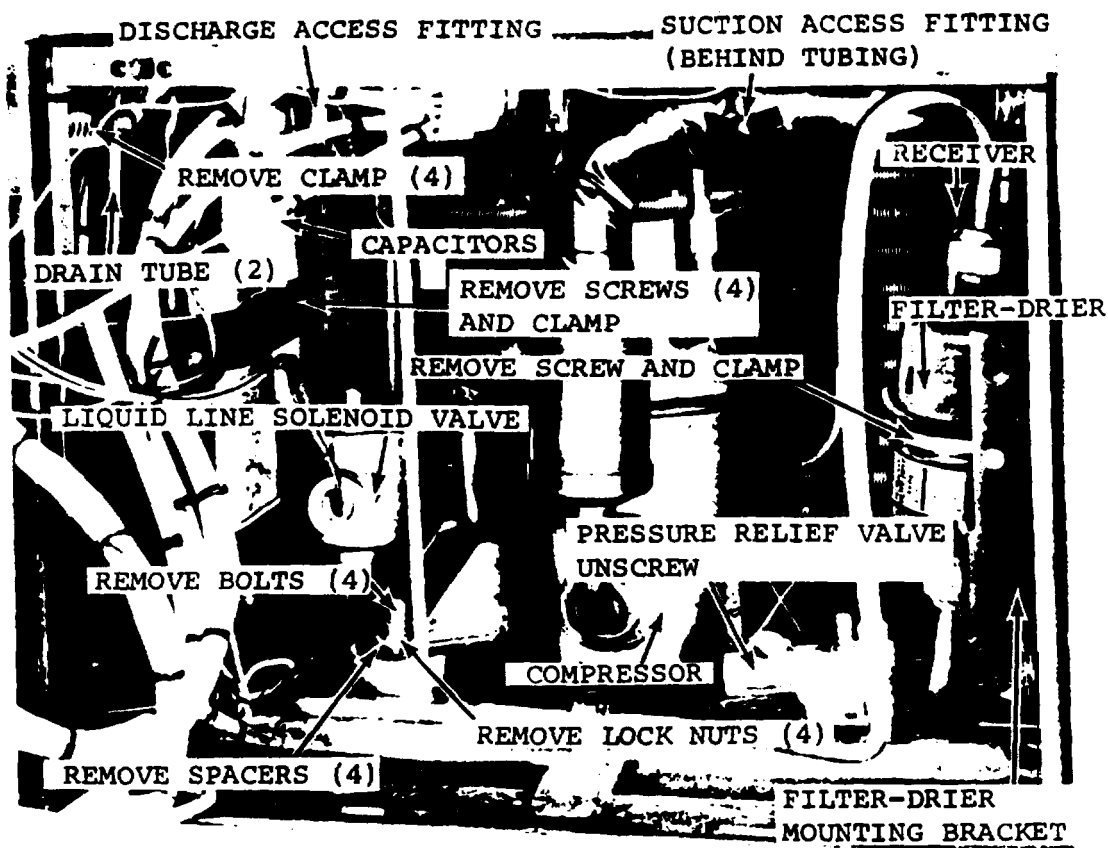 DISCHARGE ACCESS FITTING
SUCTION ACCESS FITTING
(BEHIND TUBING)
RECEIVER
REMOVE CLAMP (4)
CAPACITORS
DRAIN TUBE (2)
REMOVE SCREWS (4)
AND CLAMP
FILTER-DRIER
REMOVE SCREW AND CLAMP
LIQUID LINE SOLENOID VALVE
PRESSURE RELIEF VALVE
UNSCREW
REMOVE BOLTS (4)
COMPRESSOR
REMOVE LOCK NUTS (4)
REMOVE SPACERS (4)
FILTER-DRIER
MOUNTING BRACKET